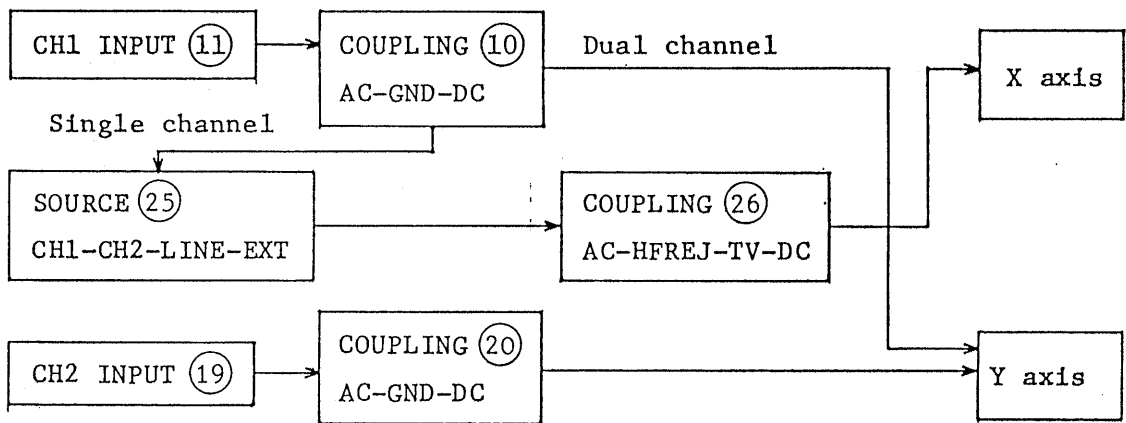 CH1 INPUT 11
COUPLING 10
AC-GND-DC
Dual channel
X axis
Single channel
SOURCE 25
CH1-CH2-LINE-EXT
COUPLING 26
AC-HFREJ-TV-DC
CH2 INPUT 19
COUPLING 20
AC-GND-DC
Y axis